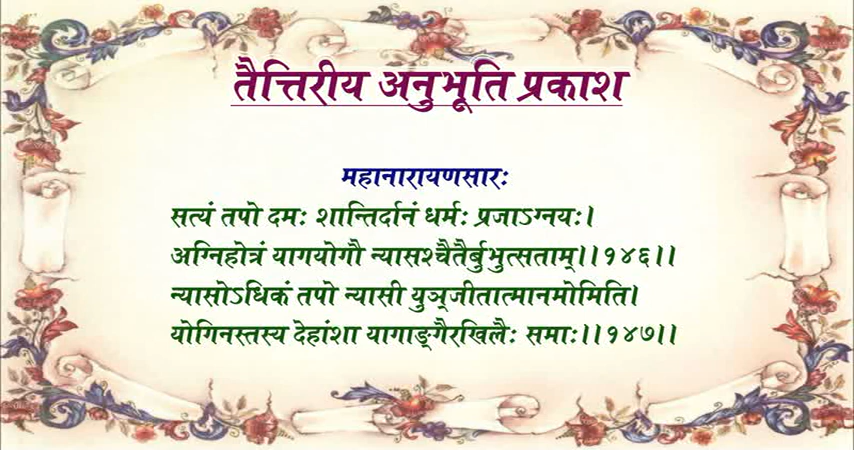 तैत्तिरीय अनुभूति प्रकाश
महानारायणसारः
सत्यं तपो दमः शान्तिर्दानं धर्मः प्रजाऽग्नयः।
अग्निहोत्रं यागयोगौ न्यासश्चैतैर्बुभुत्सताम्।।१४६।।
न्यासोऽधिकं तपो न्यासी युञ्जीतात्मानमोमिति।
योगिनस्तस्य देहांशा यागाङ्गैरखिलैः समाः।।१४७।।